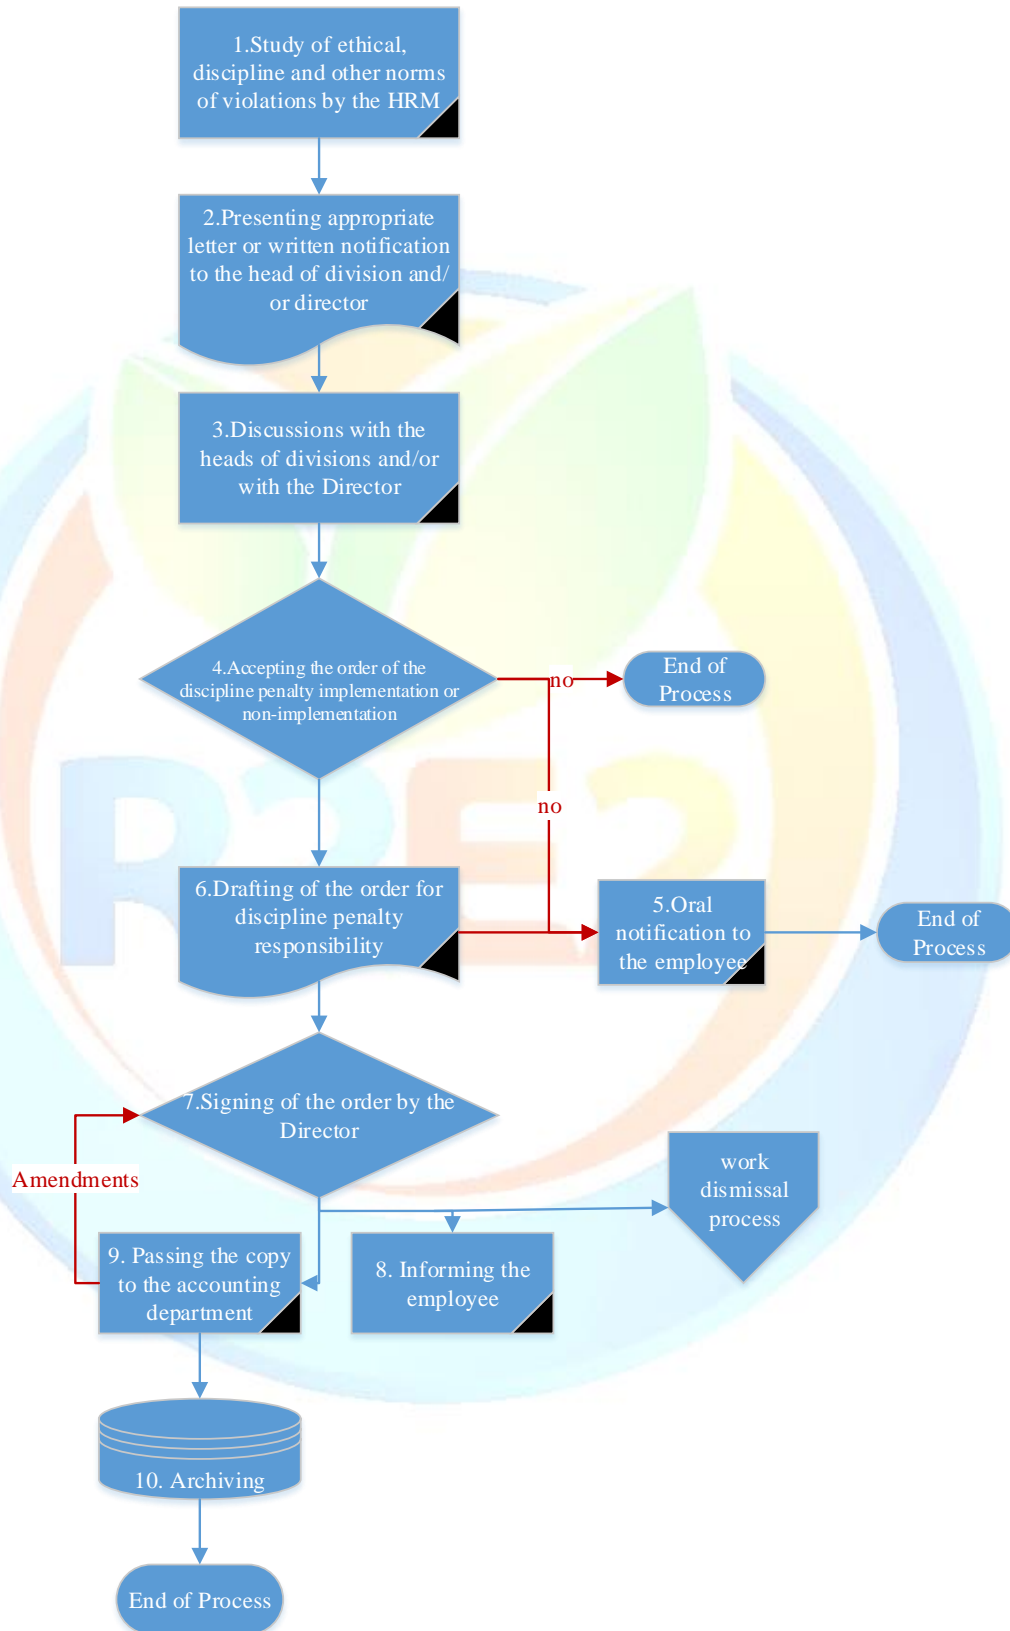 1.Study of ethical,
discipline and other norms
of violations by the HRM
2.Presenting appropriate
letter or written notification
to the head of division and/
or director
3.Discussions with the
heads of divisions and/or
with the Director
4.Accepting the order of the
discipline penalty implementation or
non-implementation
no
End of
Process
no
6.Drafting of the order for
discipline penalty
responsibility
5.Oral
notification to
the employee
End of
Process
7.Signing of the order by the
Director
Amendments
work
dismissal
process
9. Passing the copy
to the accounting
department
8. Informing the
employee
10. Archiving
End of Process
R2E2